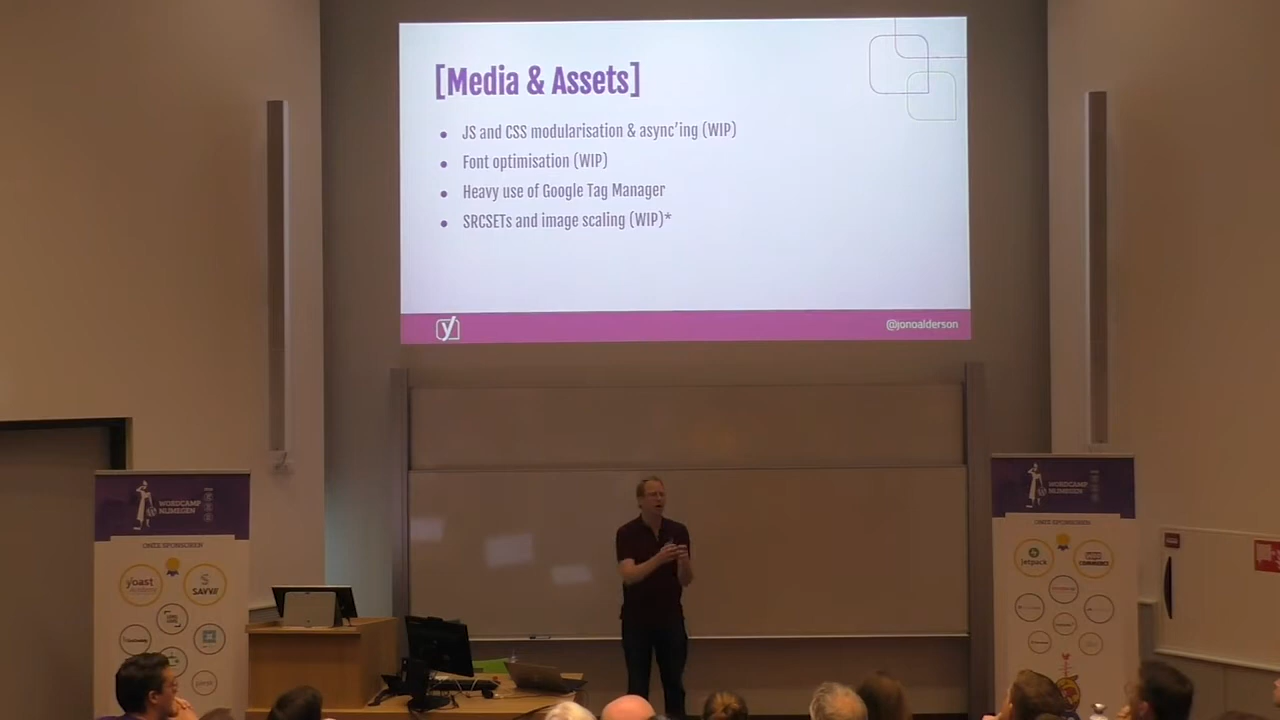 [Media & Assets]
● JS and CSS modularisation & async'ing (WIP)
● Font optimisation (WIP)
● Heavy use of Google Tag Manager
● SRCSETs and image scaling (WIP)*
y
@jonoalderson
WORDCAMP
NIJMEGEN
ONZE SPONSOREN
yoast
SAVVII
WORDCAMP
NIJMEGEN
ONZE SPONSOREN
Jetpack
WOO
COMMERCE